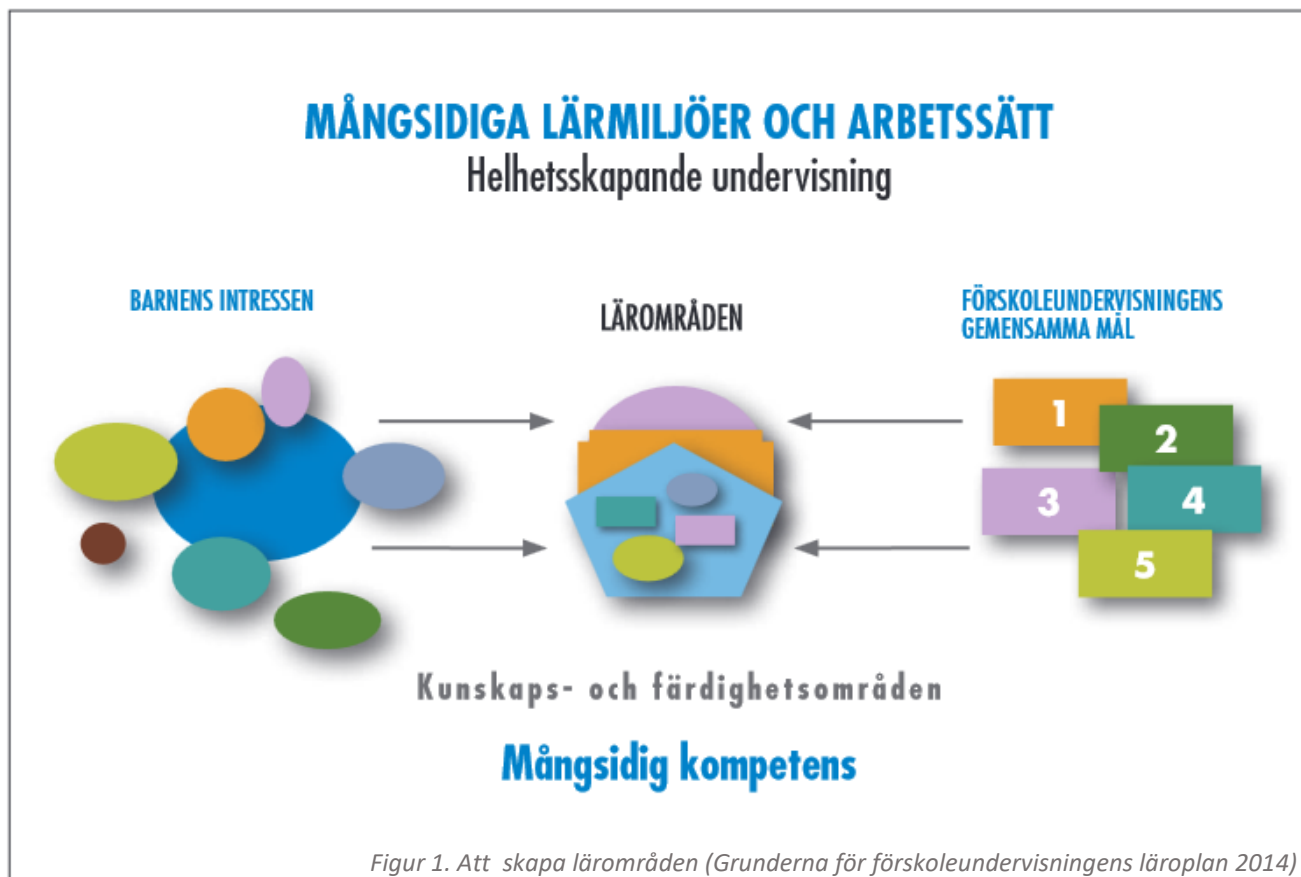 MÅNGSIDIGA LÄRMILJÖER OCH ARBETSSÄTT
Helhetsskapande undervisning
BARNENS INTRESSEN
LÄROMRÅDEN
FÖRSKOLEUNDERVISNINGENS
GEMENSAMMA MÅL
1
2
3
4
5
Kunskaps- och färdighetsområden
Mångsidig kompetens
Figur 1. Att skapa lärområden (Grunderna för förskoleundervisningens läroplan 2014)